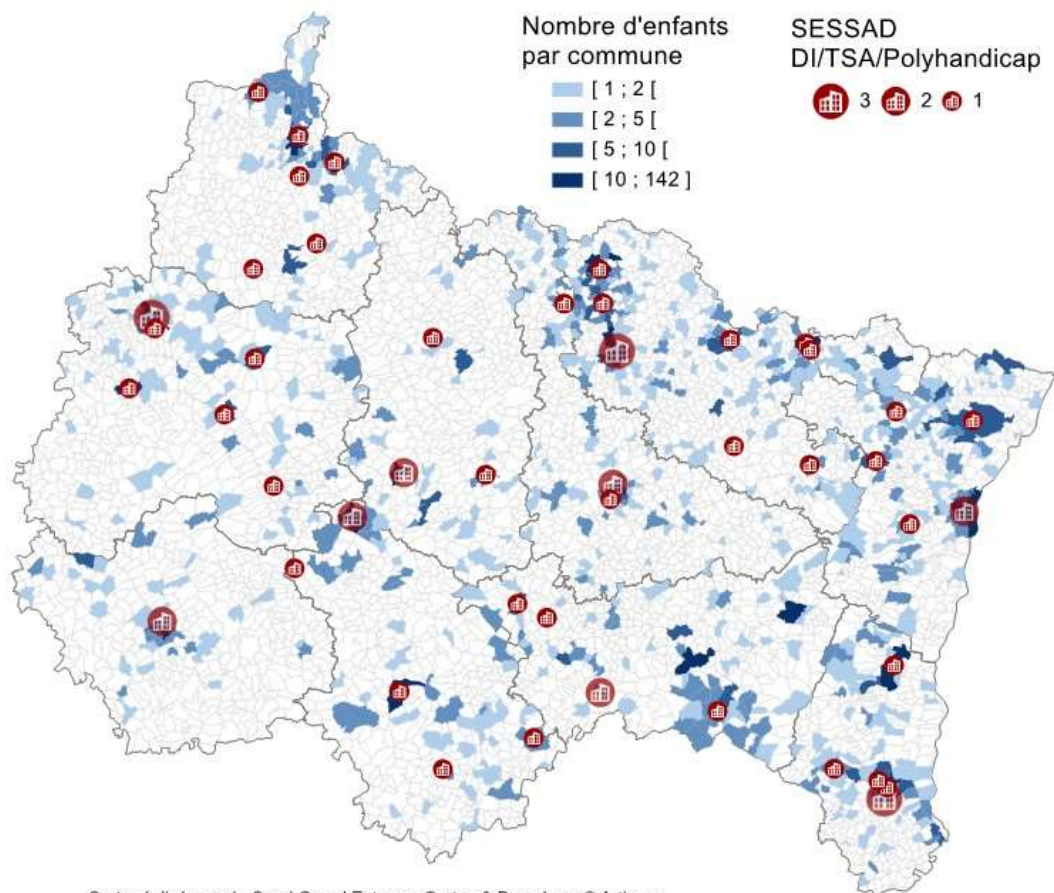 Nombre d'enfants
par commune
[ 1 ; 2 [
[ 2 ; 5 [
[ 5 ; 10 [
[ 10 ; 142 ]
SESSAD
DI/TSA/Polyhandicap
3 2 1